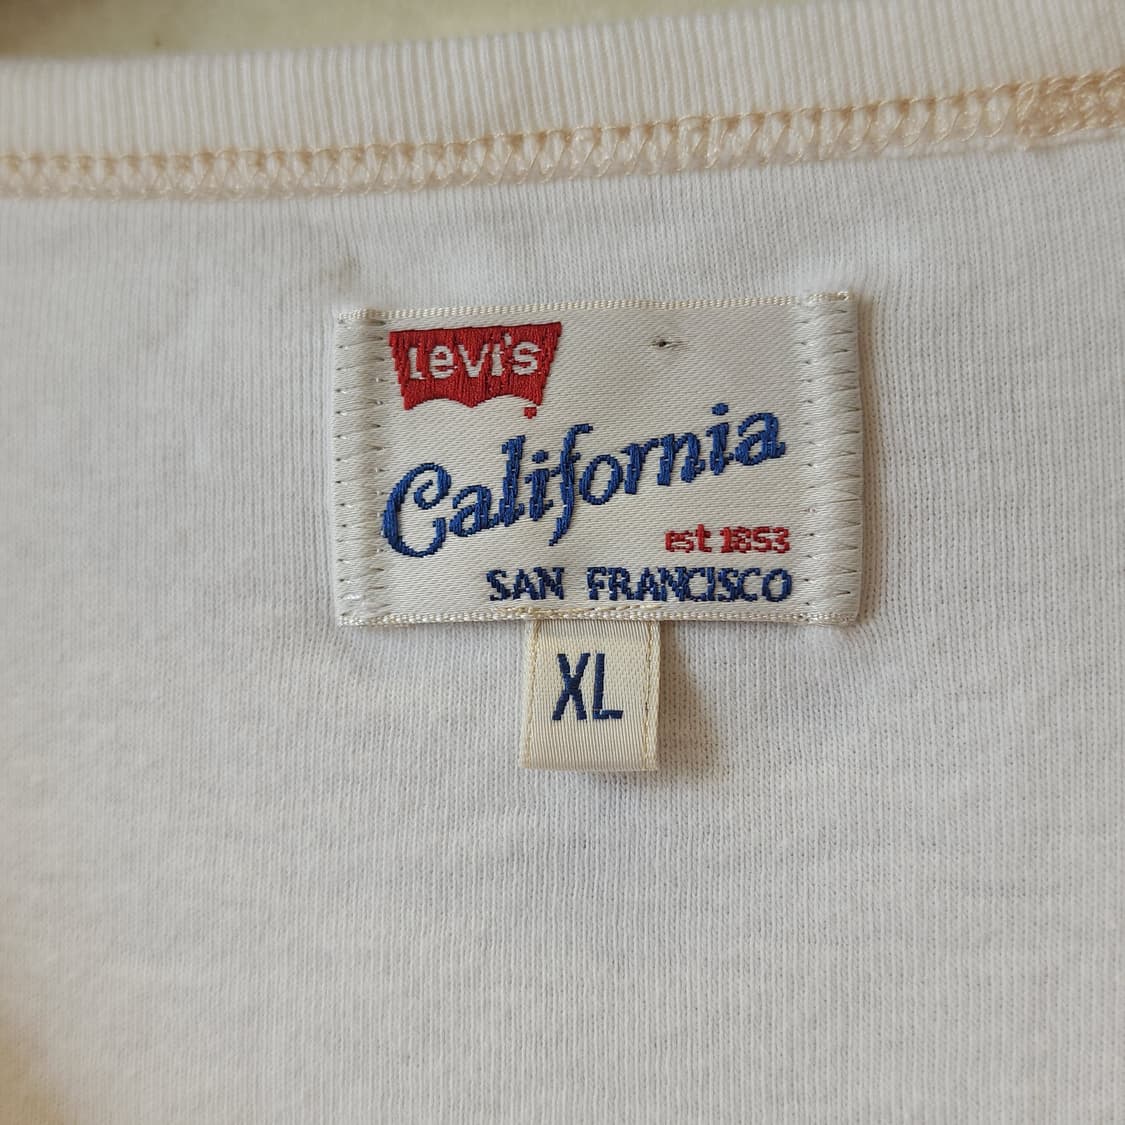 Levi's
California
est 1853
SAN FRANCISCO
XL